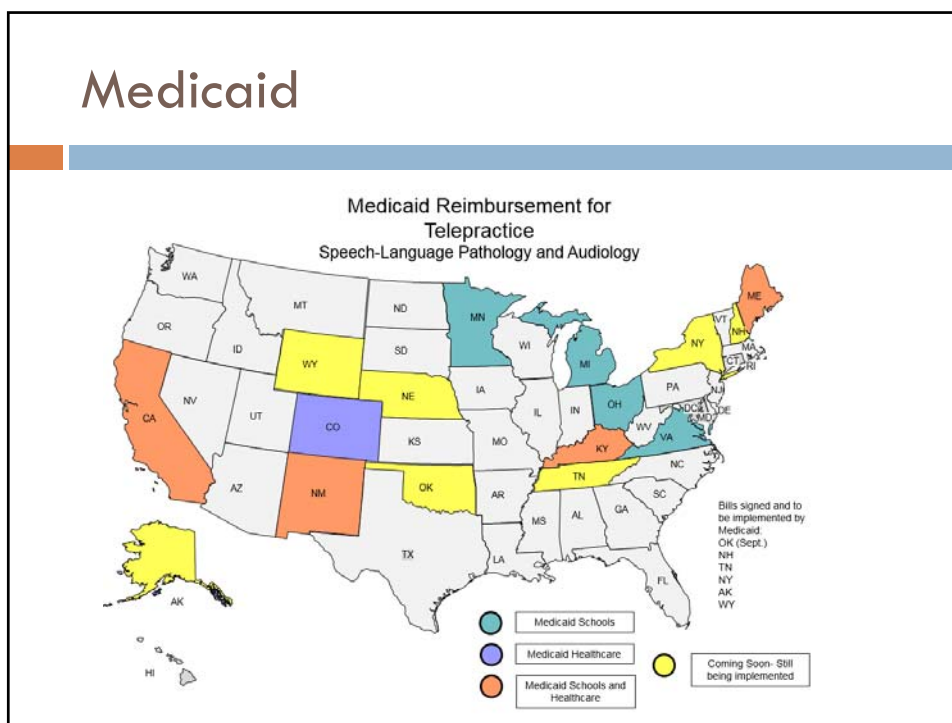 Medicaid
Medicaid Reimbursement for
Telepractice
Speech-Language Pathology and Audiology
WA
MT
ND
MN
ME
OR
ID
SD
WI
MI
NY
VT
NH
MA
CT
RI
WY
IA
PA
NJ
NV
NE
IL
IN
OH
DC
MD
DE
CA
UT
CO
KS
MO
WV
VA
KY
NC
AZ
NM
OK
AR
TN
SC
MS
AL
GA
TX
LA
FL
AK
HI
Bills signed and to
be implemented by
Medicaid:
OK (Sept.)
NH
TN
NY
AK
WY
Medicaid Schools
Medicaid Healthcare
Medicaid Schools and
Healthcare
Coming Soon- Still
being implemented